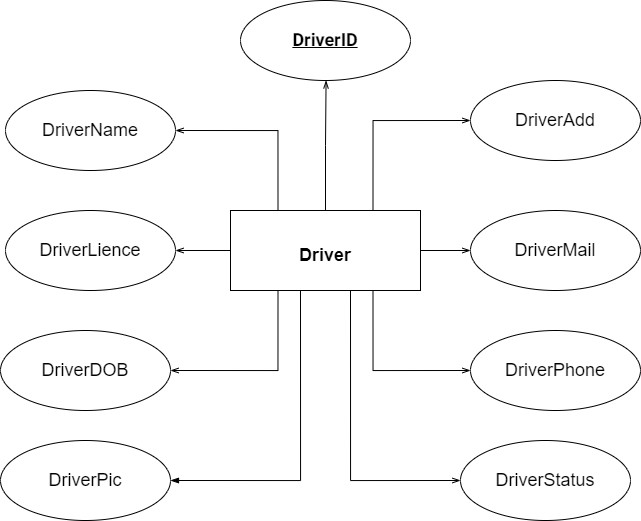 DriverID
DriverName
DriverAdd
DriverLience
Driver
DriverMail
DriverDOB
DriverPhone
DriverPic
DriverStatus